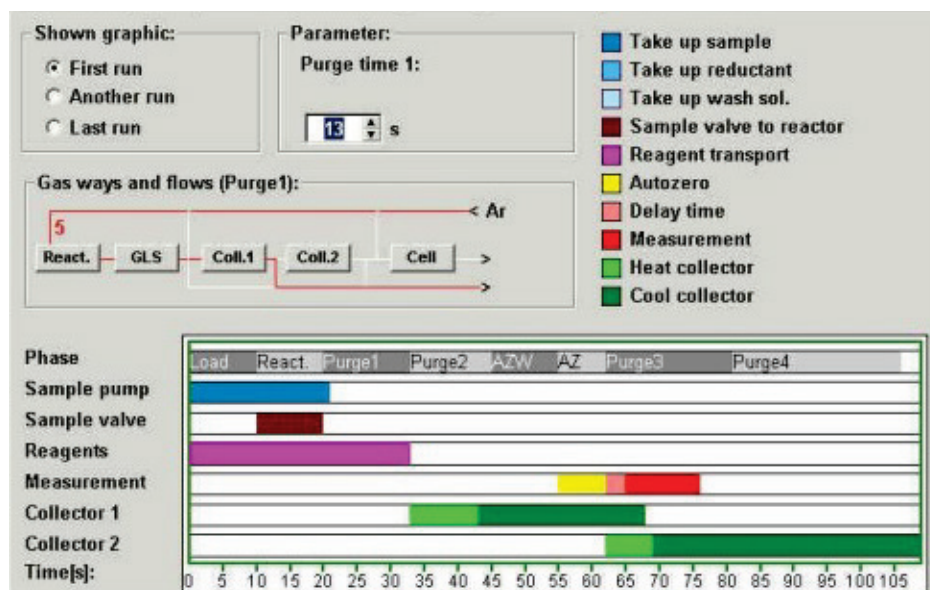 Shown graphic:
First run
Another run
Last run
Parameter:
Purge time 1:
13 s
Take up sample
Take up reductant
Take up wash sol.
Sample valve to reactor
Reagent transport
Autozero
Delay time
Measurement
Heat collector
Cool collector
Gas ways and flows (Purge1):
< Ar
5
React. GLS Coll.1 Coll.2 Cell >
>
Phase Load React. Purge1 Purge2 AZW AZ Purge3 Purge4
Sample pump
Sample valve
Reagents
Measurement
Collector 1
Collector 2
Time[s]: 0 5 10 15 20 25 30 35 40 45 50 55 60 65 70 75 80 85 90 95 100 105